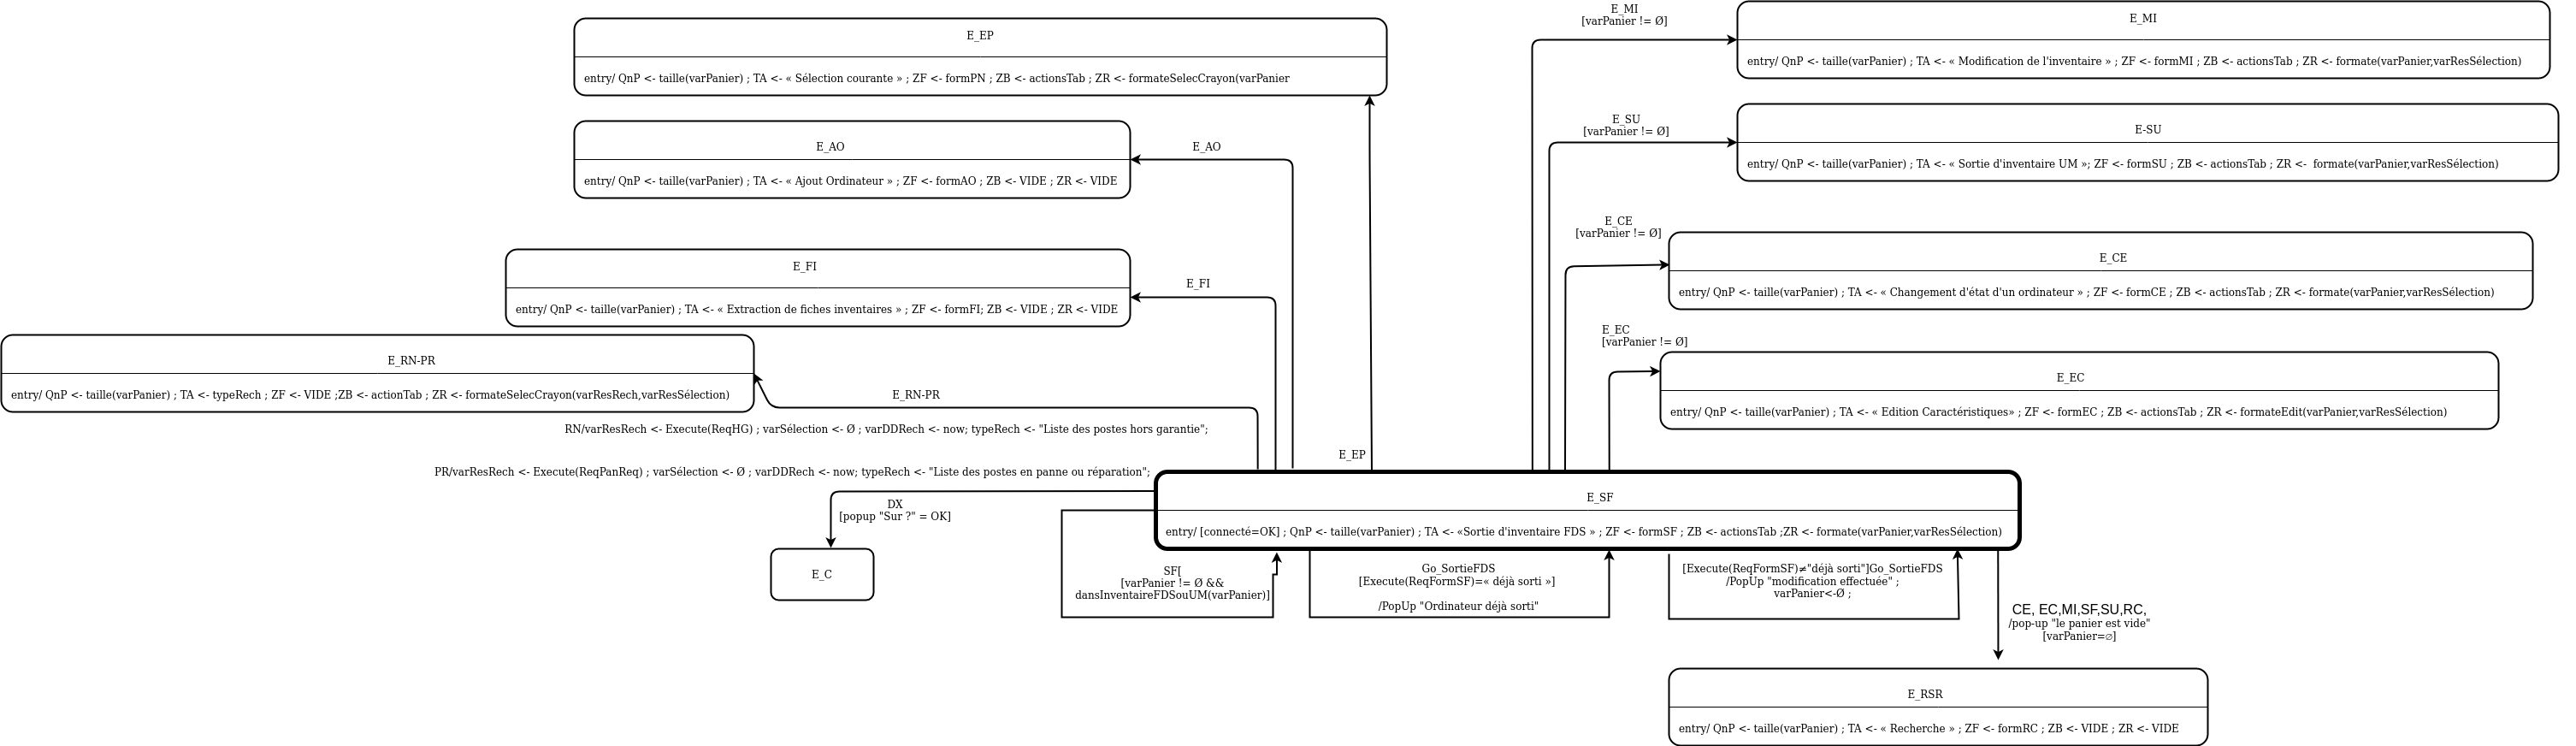 E_MI
[varPanier != Ø]
E_MI
entry/ QnP <- taille(varPanier) ; TA <- « Modification de l'inventaire » ; ZF <- formMI ; ZB <- actionsTab ; ZR <- formate(varPanier,varResSélection)
E_EP
entry/ QnP <- taille(varPanier) ; TA <- « Sélection courante » ; ZF <- formPN ; ZB <- actionsTab ; ZR <- formateSelecCrayon(varPanier
E_SU
[varPanier != Ø]
E-SU
entry/ QnP <- taille(varPanier) ; TA <- « Sortie d'inventaire UM »; ZF <- formSU ; ZB <- actionsTab ; ZR <- formate(varPanier,varResSélection)
E_AO
entry/ QnP <- taille(varPanier) ; TA <- « Ajout Ordinateur » ; ZF <- formAO ; ZB <- VIDE ; ZR <- VIDE
E_AO
E_CE
[varPanier != Ø]
E_CE
entry/ QnP <- taille(varPanier) ; TA <- « Changement d'état d'un ordinateur » ; ZF <- formCE ; ZB <- actionsTab ; ZR <- formate(varPanier,varResSélection)
E_FI
entry/ QnP <- taille(varPanier) ; TA <- « Extraction de fiches inventaires » ; ZF <- formFI; ZB <- VIDE ; ZR <- VIDE
E_FI
E_EC
[varPanier != Ø]
E_EC
entry/ QnP <- taille(varPanier) ; TA <- « Edition Caractéristiques» ; ZF <- formEC ; ZB <- actionsTab ; ZR <- formateEdit(varPanier,varResSélection)
E_RN-PR
entry/ QnP <- taille(varPanier) ; TA <- typeRech ; ZF <- VIDE ;ZB <- actionTab ; ZR <- formateSelecCrayon(varResRech,varResSélection)
E_RN-PR
RN/varResRech <- Execute(ReqHG) ; varSélection <- Ø ; varDDRech <- now; typeRech <- "Liste des postes hors garantie";
E_EP
PR/varResRech <- Execute(ReqPanReq) ; varSélection <- Ø ; varDDRech <- now; typeRech <- "Liste des postes en panne ou réparation";
E_SF
entry/ [connecté=OK] ; QnP <- taille(varPanier) ; TA <- «Sortie d'inventaire FDS » ; ZF <- formSF ; ZB <- actionsTab ;ZR <- formate(varPanier,varResSélection)
DX
[popup "Sur ?" = OK]
E_C
SF[
[varPanier != Ø &&
dansInventaireFDSouUM(varPanier)]
Go_SortieFDS
[Execute(ReqFormSF)=« déjà sorti »]
/PopUp "Ordinateur déjà sorti"
[Execute(ReqFormSF)≠"déjà sorti"]Go_SortieFDS
/PopUp "modification effectuée" ;
varPanier<-Ø ;
CE, EC,MI,SF,SU,RC,
/pop-up "le panier est vide"
[varPanier=∅]
E_RSR
entry/ QnP <- taille(varPanier) ; TA <- « Recherche » ; ZF <- formRC ; ZB <- VIDE ; ZR <- VIDE